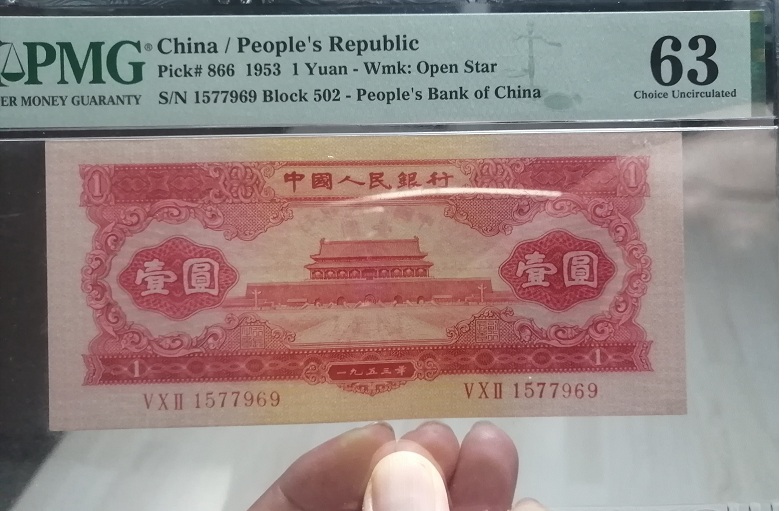 PMG® China / People's Republic
Pick# 866 1953 1 Yuan - Wmk: Open Star
MONEY GUARANTY S/N 1577969 Block 502 - People's Bank of China
63
Choice Uncirculated
1 中國人民銀行 1
壹圓 壹圓
1 一九五三年 1
VXII 1577969 VXII 1577969